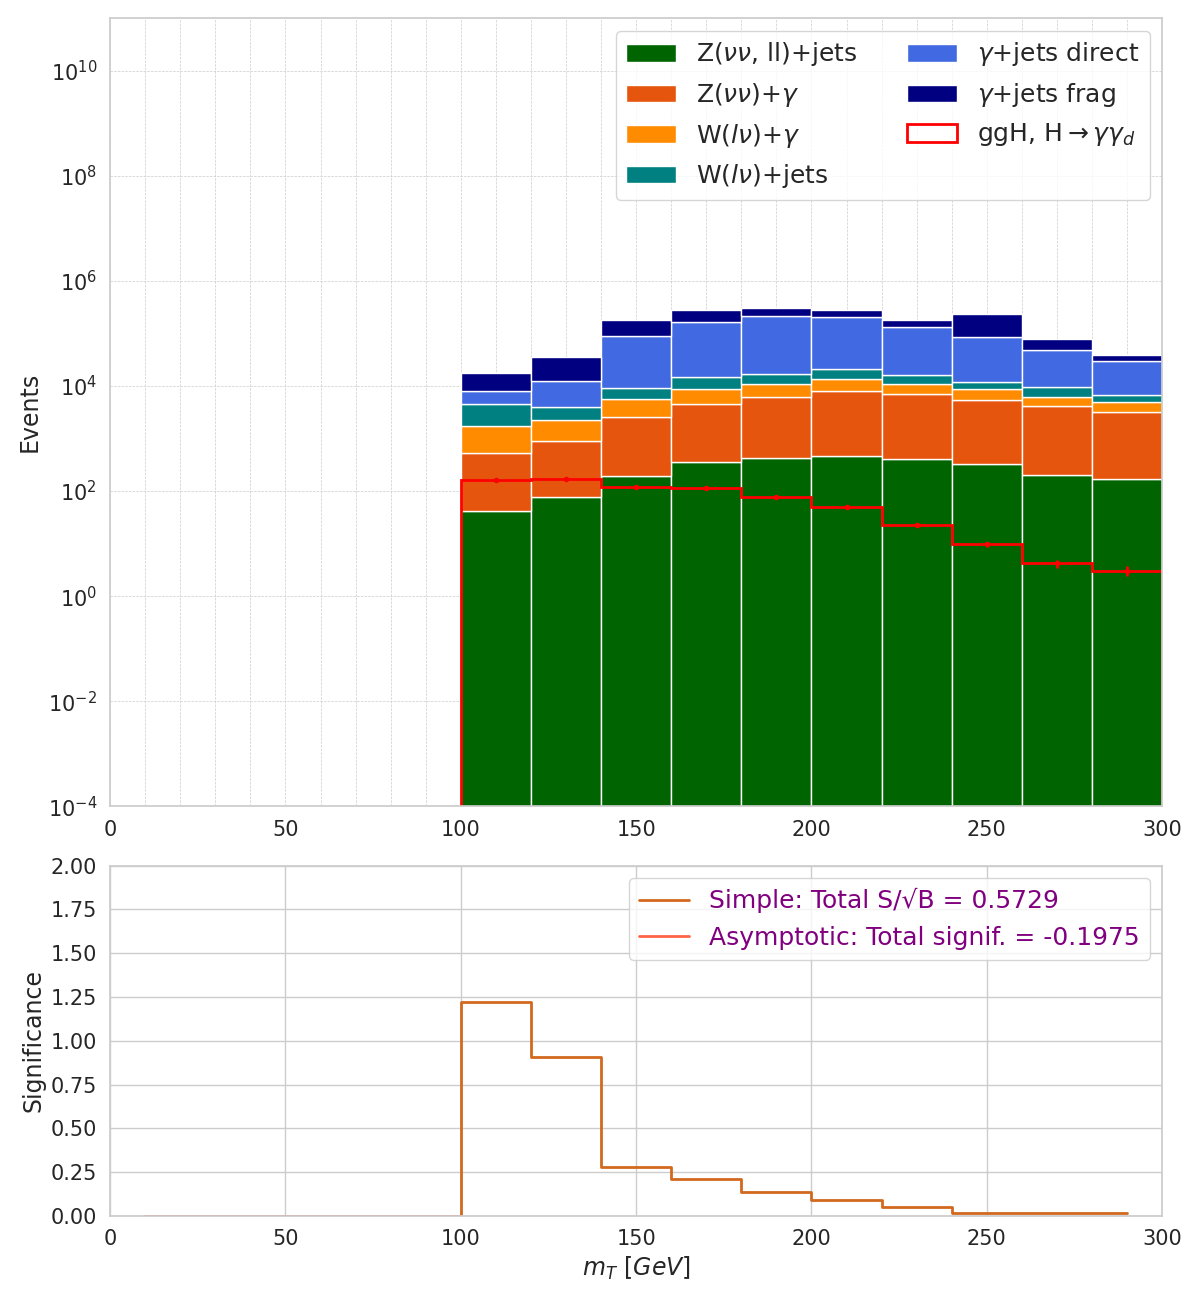 Z(νν, ll)+jets
Z(νν)+γ
W(lν)+γ
W(lν)+jets
γ+jets direct
γ+jets frag
ggH, H→γγ_d
Events
10^10
10^8
10^6
10^4
10^2
10^0
10^−2
10^−4
0 50 100 150 200 250 300
Simple: Total S/√B = 0.5729
Asymptotic: Total signif. = -0.1975
Significance
2.00
1.75
1.50
1.25
1.00
0.75
0.50
0.25
0.00
0 50 100 150 200 250 300
m_T [GeV]